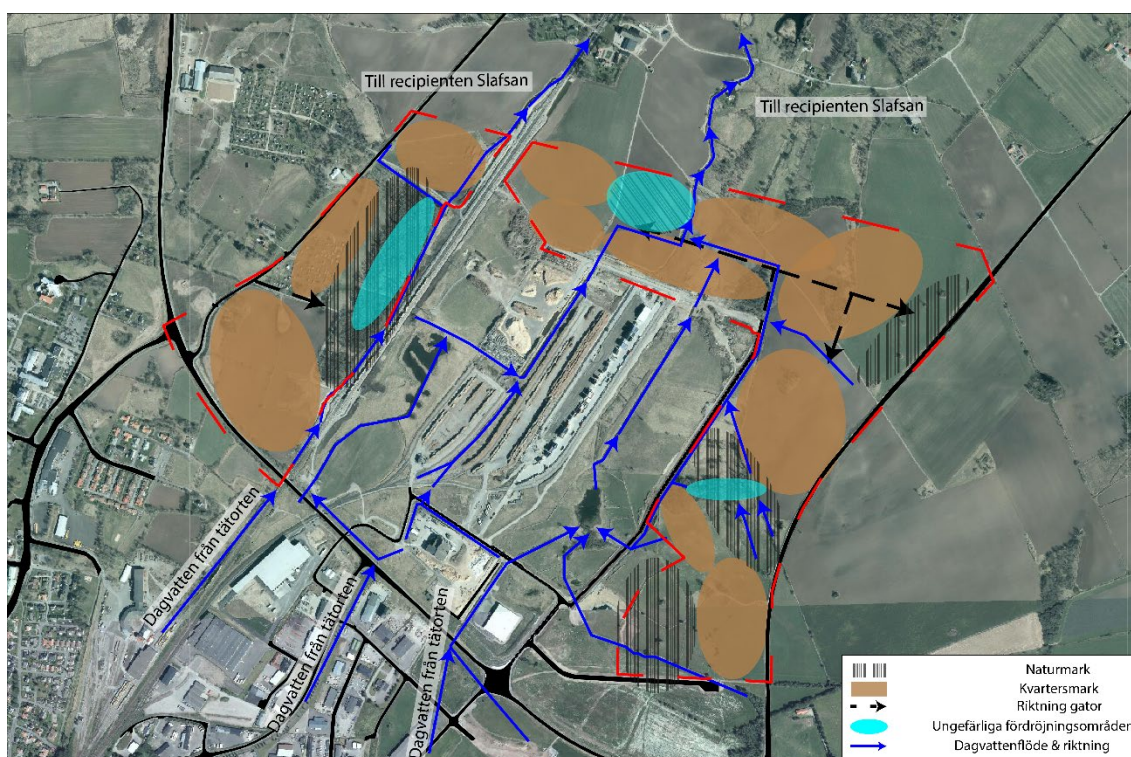 Till recipienten Slafsan
Till recipienten Slafsan
Dagvatten från tätorten
Dagvatten från tätorten
Dagvatten från tätorten
Naturmark
Kvartersmark
Riktning gator
Ungefärliga fördröjningsområden
Dagvattenflöde & riktning